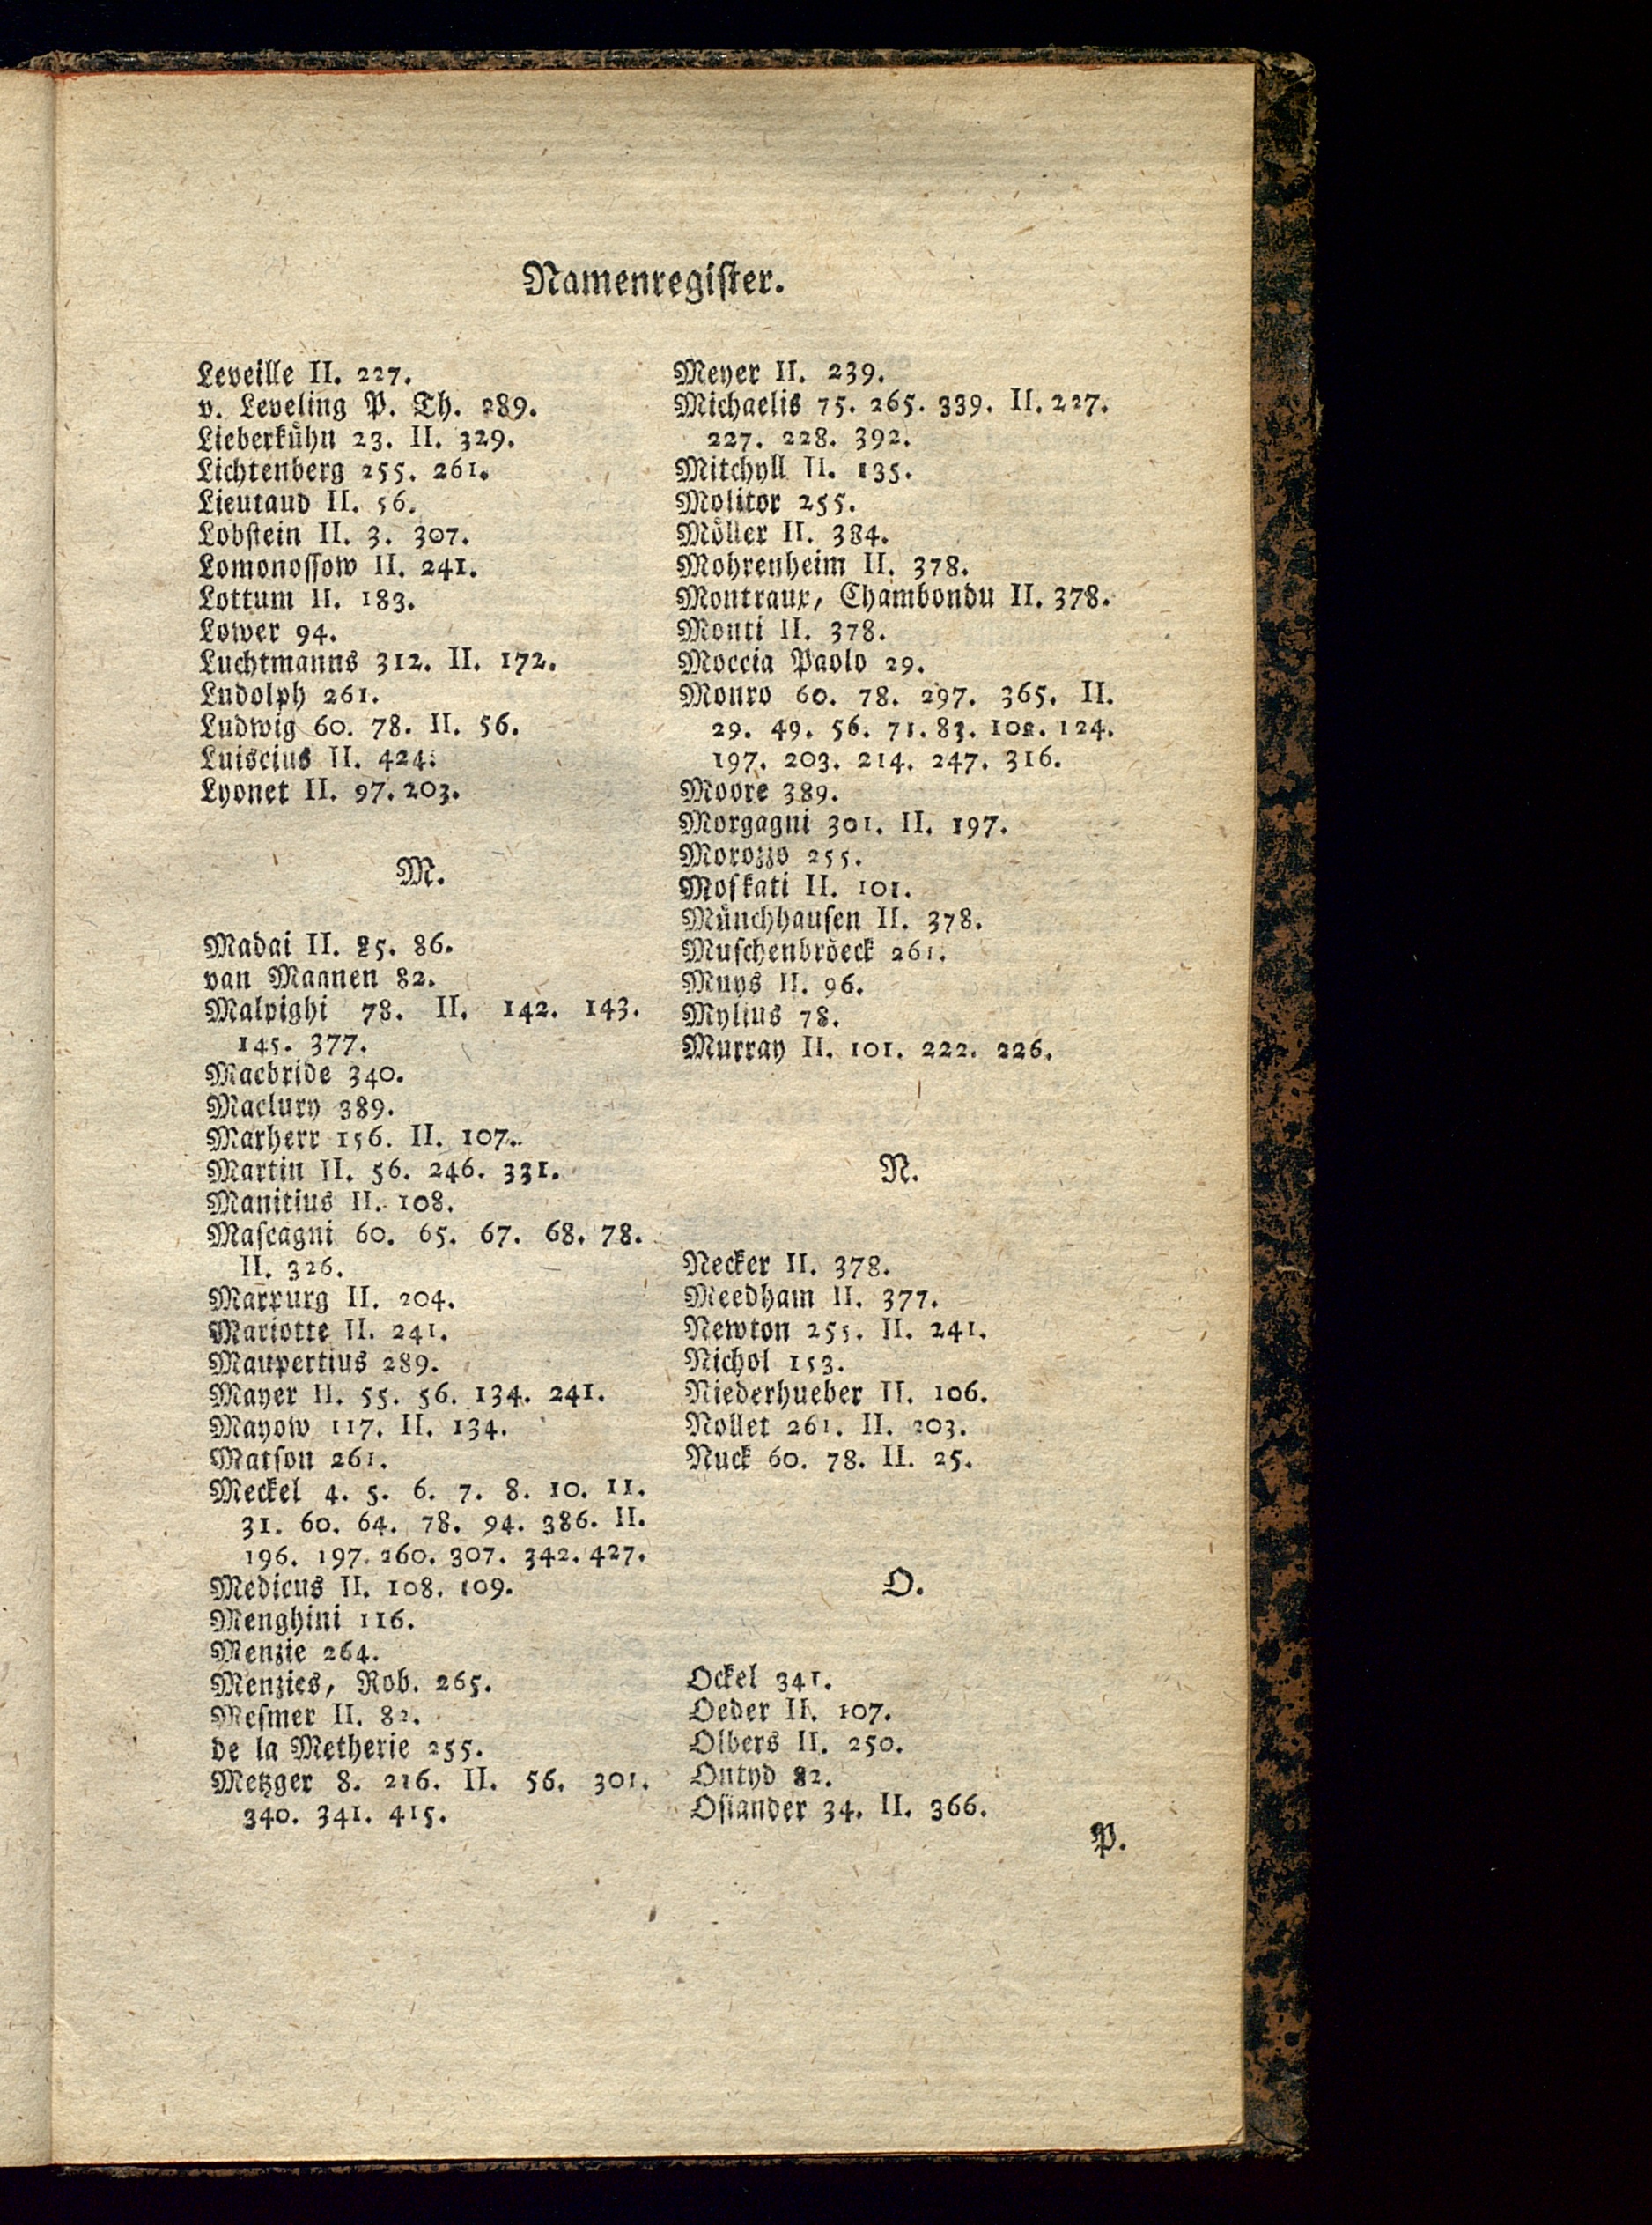 Namenregister.
Leveille II. 227.
v. Leveling P. Th. 289.
Lieberkühn 23. II. 329.
Lichtenberg 255. 261.
Lieutaud II. 56.
Lobstein II. 3. 307.
Lomonossow II. 241.
Lottum II. 183.
Lower 94.
Luchtmanns 312. II. 172.
Ludolph 261.
Ludwig 60. 78. II. 56.
Luiscius II. 424.
Lyonet II. 97. 203.
M.
Madai II. 85. 86.
van Maanen 82.
Malpighi 78. II. 142. 143.
145. 377.
Macbride 340.
Maclury 389.
Marherr 156. II. 107.
Martin II. 56. 246. 331.
Manitius II. 108.
Mascagni 60. 65. 67. 68. 78.
II. 326.
Marxurg II. 204.
Mariotte II. 241.
Maupertius 289.
Mayer II. 55. 56. 134. 241.
Mayow 117. II. 134.
Matson 261.
Meckel 4. 5. 6. 7. 8. 10. 11.
31. 60. 64. 78. 94. 386. II.
196. 197. 260. 307. 342. 427.
Medicus II. 108. 109.
Menghini 116.
Menzie 264.
Menzies, Rob. 265.
Mesmer II. 82.
de la Metherie 255.
Metzger 8. 216. II. 56. 301.
340. 341. 415.
Meyer II. 239.
Michaelis 75. 265. 339. II. 227.
227. 228. 392.
Mitchyll II. 135.
Molitor 255.
Möller II. 384.
Mohrenheim II. 378.
Montraux, Chambondu II. 378.
Monti II. 378.
Moccia Paolo 29.
Monro 60. 78. 297. 365. II.
29. 49. 56. 71. 83. 102. 124.
197. 203. 214. 247. 316.
Moore 389.
Morgagni 301. II. 197.
Morozzo 255.
Moskati II. 101.
Münchhausen II. 378.
Muschenbröeck 261.
Muys II. 96.
Mylius 78.
Murray II. 101. 222. 226.
N.
Necker II. 378.
Needham II. 377.
Newton 255. II. 241.
Nichol 153.
Niederhueber II. 106.
Nollet 261. II. 203.
Nuck 60. 78. II. 25.
O.
Ockel 341.
Oeder II. 107.
Olbers II. 250.
Ontyd 82.
Osiander 34. II. 366.
P.